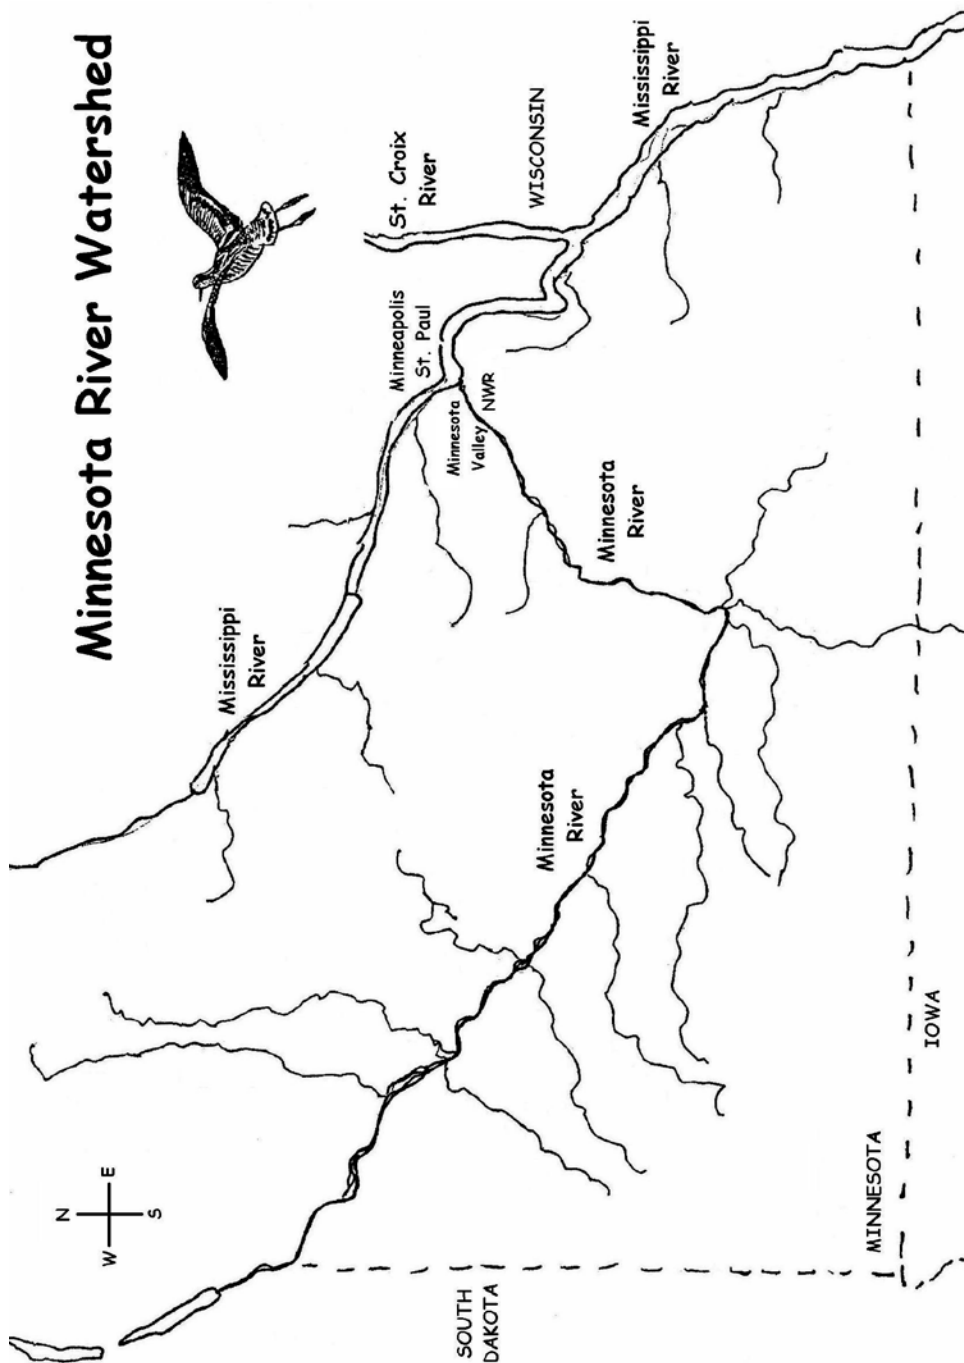 Minnesota River Watershed
St. Croix
River
WISCONSIN
Mississippi
River
Minneapolis
St. Paul
Minnesota
Valley NWR
Mississippi
River
Minnesota
River
Minnesota
River
N
W
E
S
SOUTH
DAKOTA
MINNESOTA
IOWA